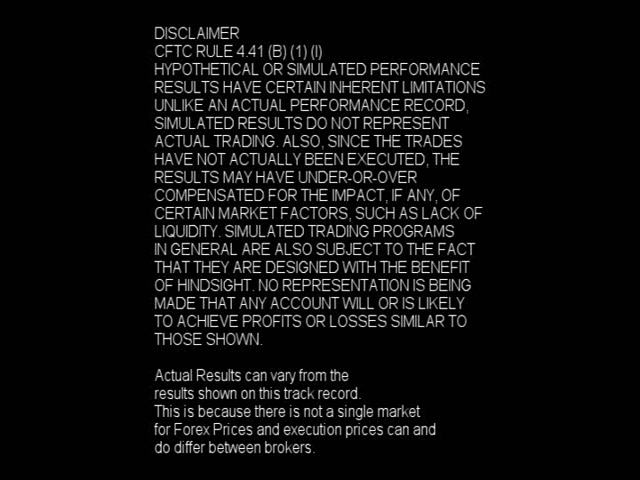 DISCLAIMER
CFTC RULE 4.41 (B) (1) (I)
HYPOTHETICAL OR SIMULATED PERFORMANCE
RESULTS HAVE CERTAIN INHERENT LIMITATIONS
UNLIKE AN ACTUAL PERFORMANCE RECORD,
SIMULATED RESULTS DO NOT REPRESENT
ACTUAL TRADING. ALSO, SINCE THE TRADES
HAVE NOT ACTUALLY BEEN EXECUTED, THE
RESULTS MAY HAVE UNDER-OR-OVER
COMPENSATED FOR THE IMPACT, IF ANY, OF
CERTAIN MARKET FACTORS, SUCH AS LACK OF
LIQUIDITY. SIMULATED TRADING PROGRAMS
IN GENERAL ARE ALSO SUBJECT TO THE FACT
THAT THEY ARE DESIGNED WITH THE BENEFIT
OF HINDSIGHT. NO REPRESENTATION IS BEING
MADE THAT ANY ACCOUNT WILL OR IS LIKELY
TO ACHIEVE PROFITS OR LOSSES SIMILAR TO
THOSE SHOWN.
Actual Results can vary from the
results shown on this track record.
This is because there is not a single market
for Forex Prices and execution prices can and
do differ between brokers.